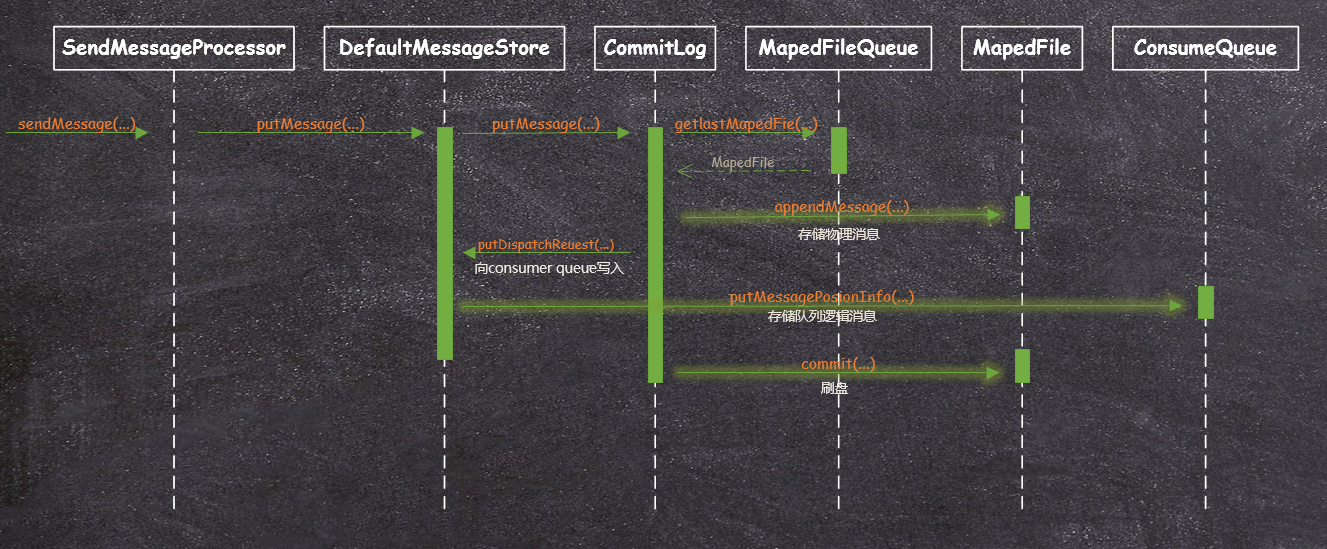 SendMessageProcessor
DefaultMessageStore
CommitLog
MapedFileQueue
MapedFile
ConsumeQueue
sendMessage(...)
putMessage(...)
putMessage(...)
getlastMapedFie(...)
MapedFile
appendMessage(...)
存储物理消息
putDispatchReuest(...)
向consumer queue写入
putMessagePostonInfo(...)
存储队列逻辑消息
commit(...)
刷盘